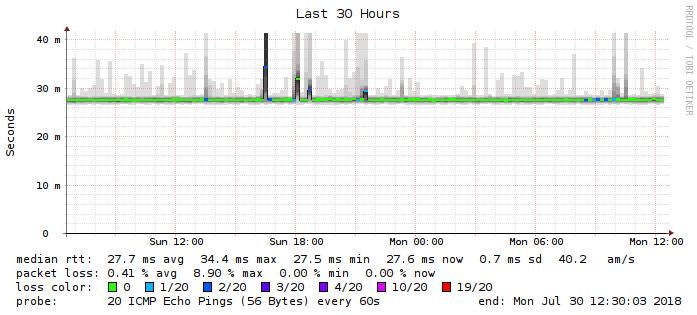 Last 30 Hours
RRDTOOL / TOBI OETIKER
Seconds
40 m
30 m
20 m
10 m
0
Sun 12:00 Sun 18:00 Mon 00:00 Mon 06:00 Mon 12:00
median rtt: 27.7 ms avg 34.4 ms max 27.5 ms min 27.6 ms now 0.7 ms sd 40.2 am/s
packet loss: 0.41 % avg 8.90 % max 0.00 % min 0.00 % now
loss color: 0 1/20 2/20 3/20 4/20 10/20 19/20
probe: 20 ICMP Echo Pings (56 Bytes) every 60s end: Mon Jul 30 12:30:03 2018